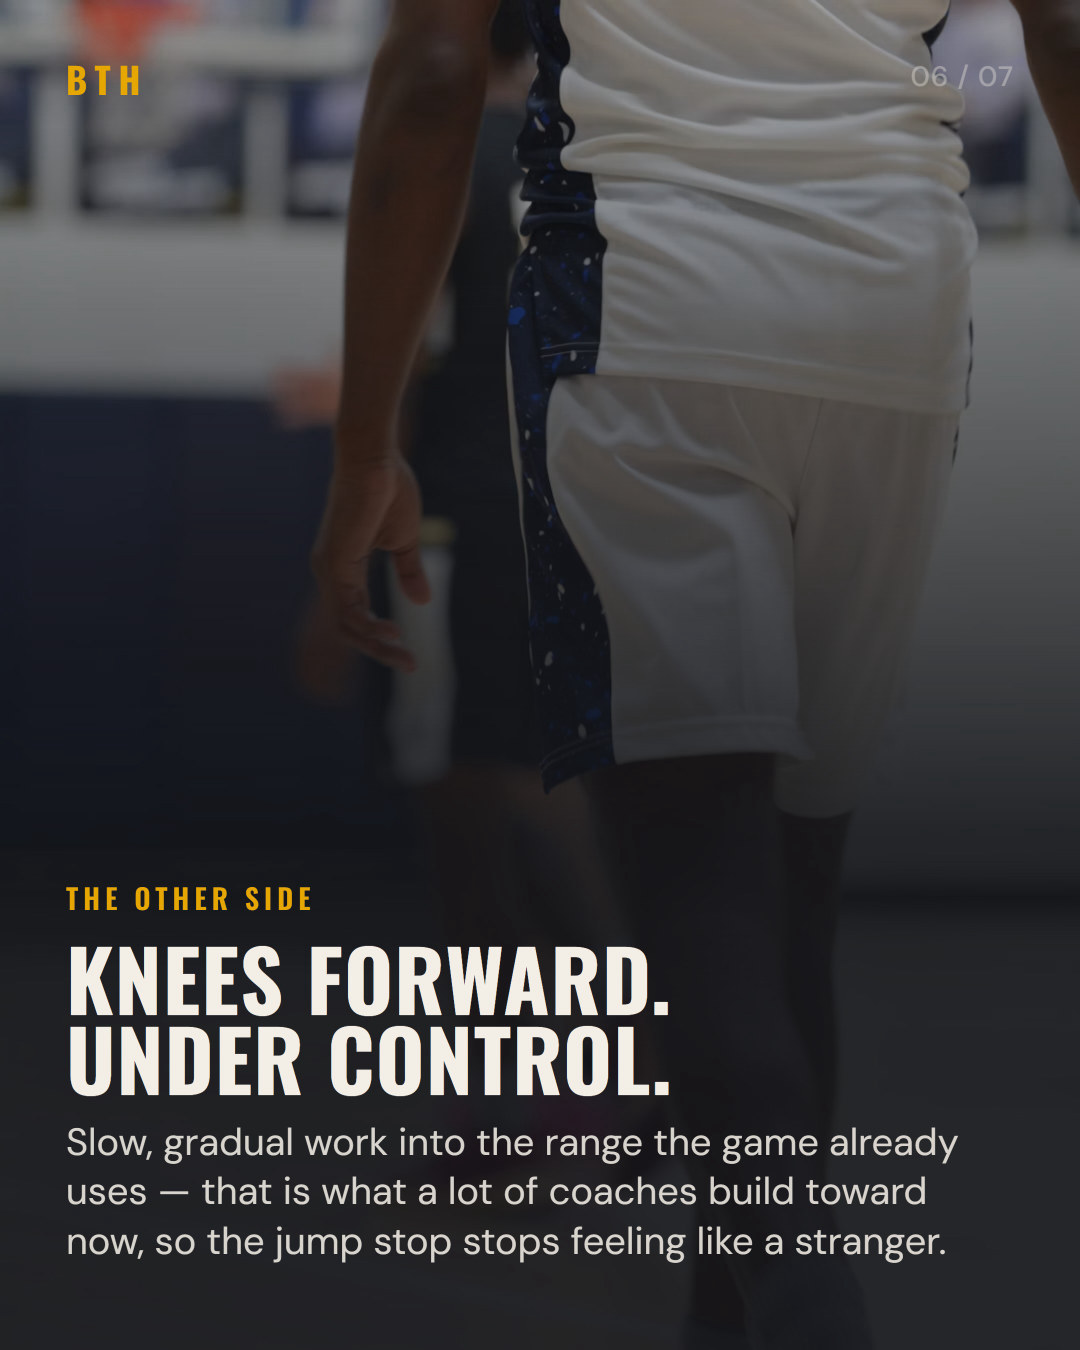 BTH
06 / 07
THE OTHER SIDE
KNEES FORWARD.
UNDER CONTROL.
Slow, gradual work into the range the game already
uses — that is what a lot of coaches build toward
now, so the jump stop stops feeling like a stranger.